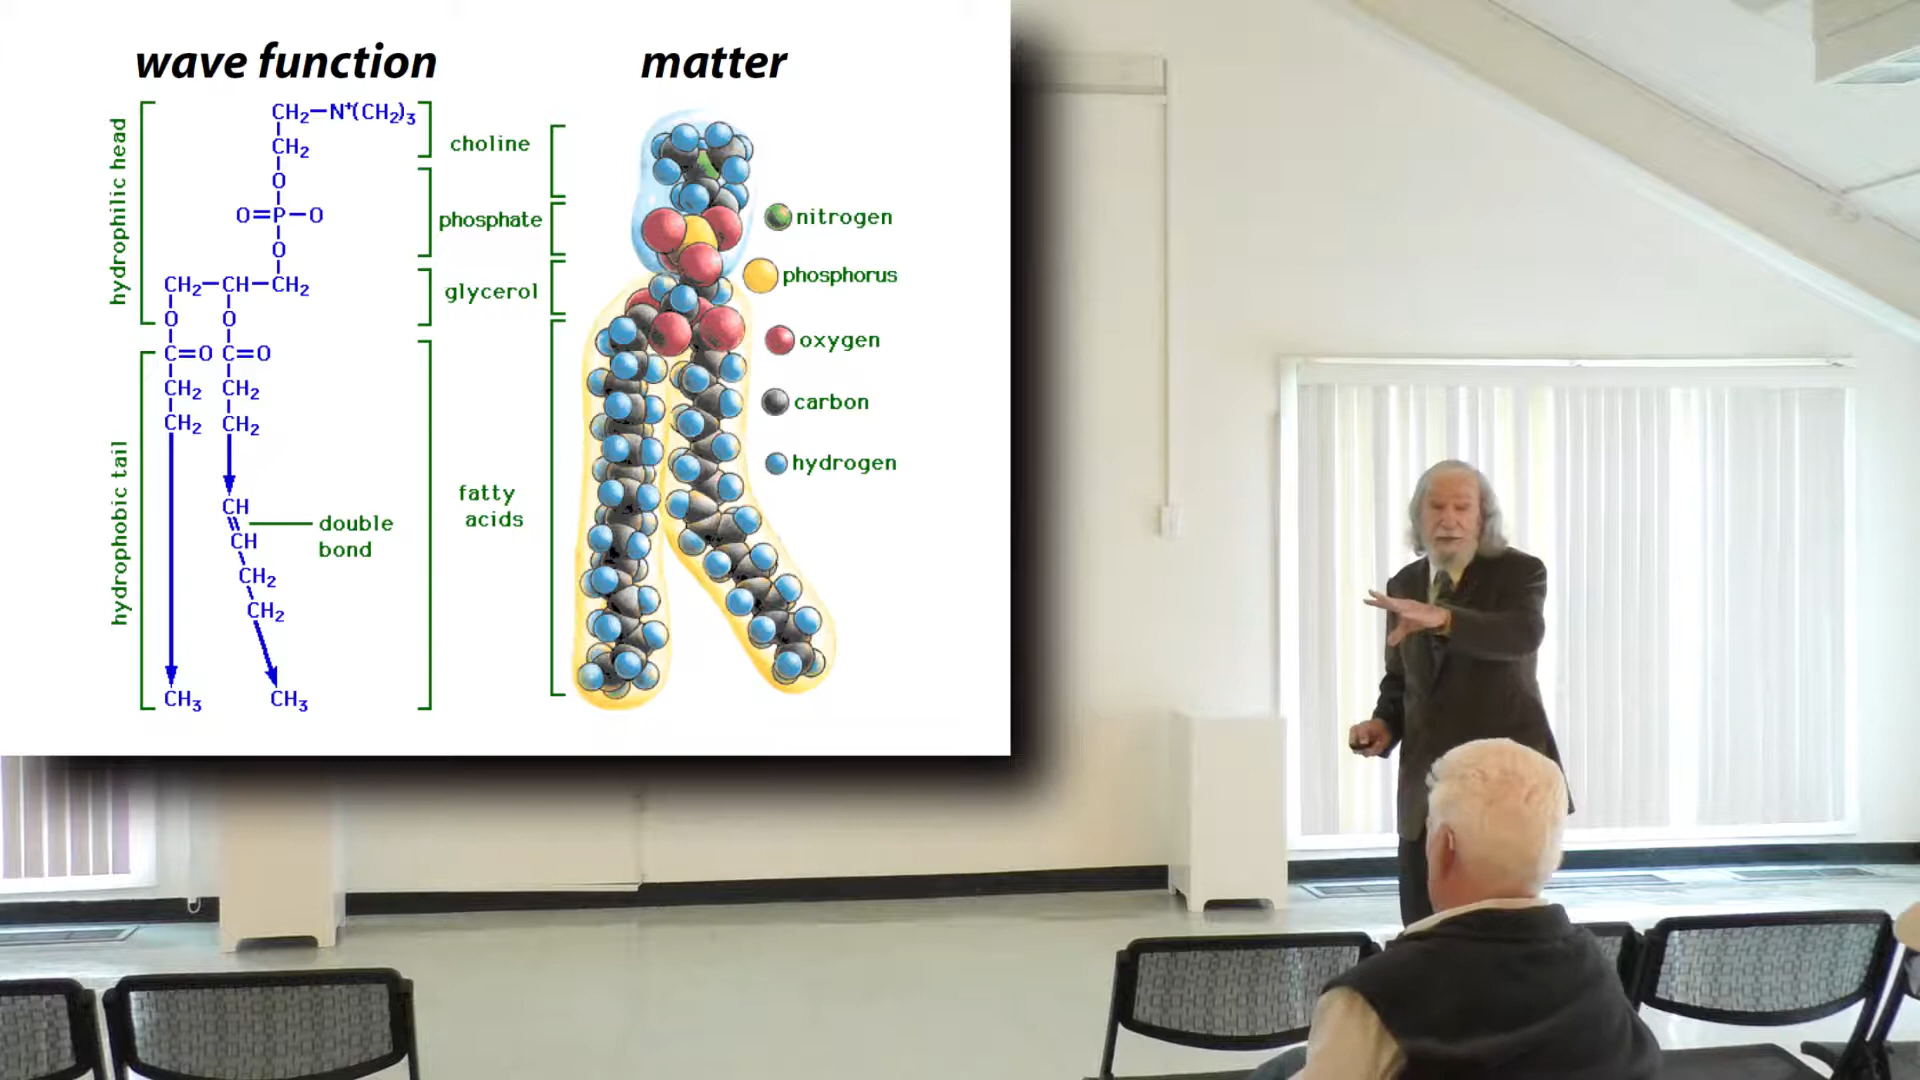 wave function
matter
hydrophilic head
hydrophobic tail
CH₂—N⁺(CH₂)₃
CH₂
O
O=P—O
O
CH₂—CH—CH₂
O O
C=O C=O
CH₂ CH₂
CH₂ CH₂
CH
CH
CH₂
CH₂
CH₃ CH₃
double
bond
choline
phosphate
glycerol
fatty
acids
nitrogen
phosphorus
oxygen
carbon
hydrogen